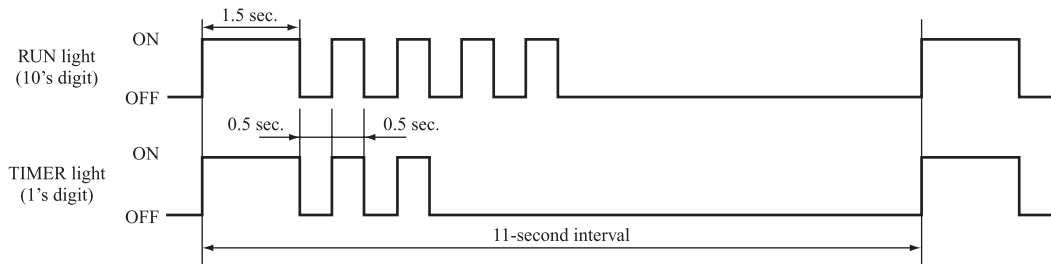 1.5 sec.
ON
RUN light
(10’s digit)
OFF
0.5 sec.
0.5 sec.
ON
TIMER light
(1’s digit)
OFF
11-second interval